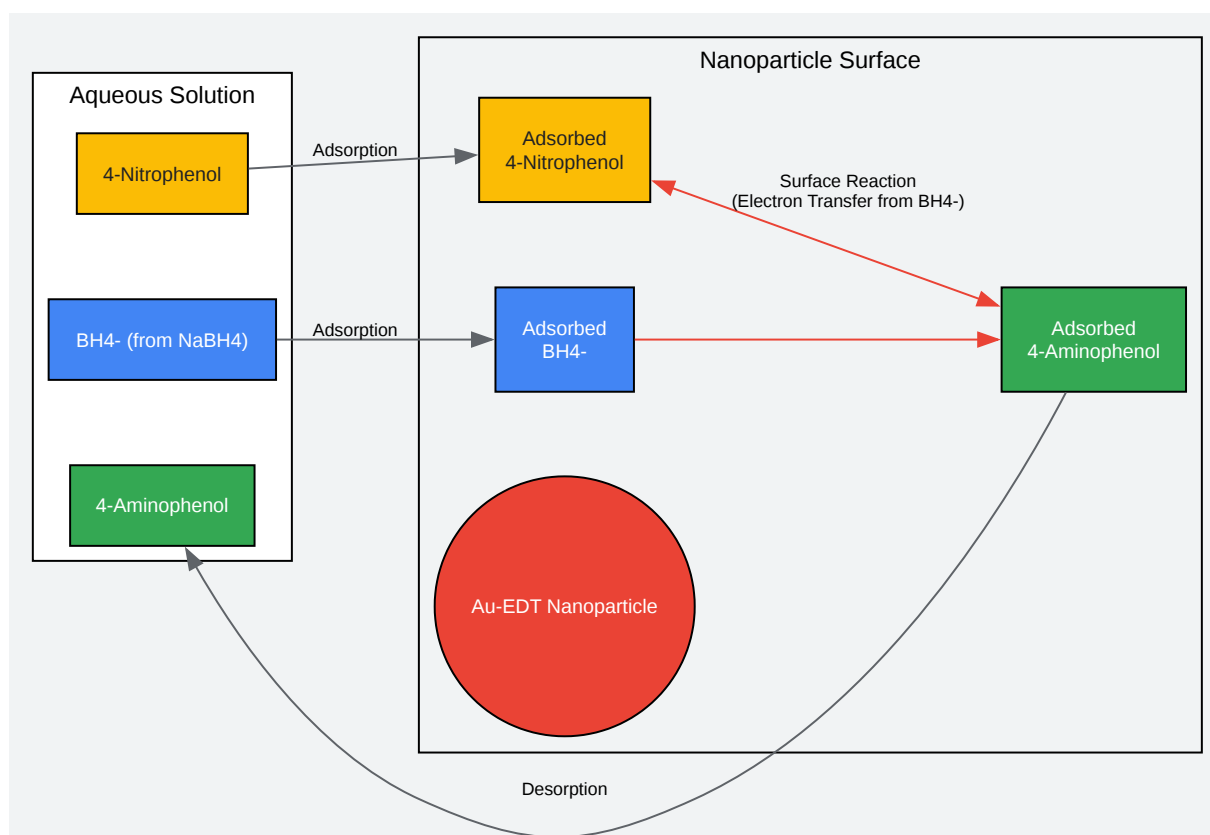 Nanoparticle Surface
Aqueous Solution
4-Nitrophenol
Adsorption
Adsorbed
4-Nitrophenol
Surface Reaction
(Electron Transfer from BH4-)
BH4- (from NaBH4)
Adsorption
Adsorbed
BH4-
Adsorbed
4-Aminophenol
4-Aminophenol
Au-EDT Nanoparticle
Desorption